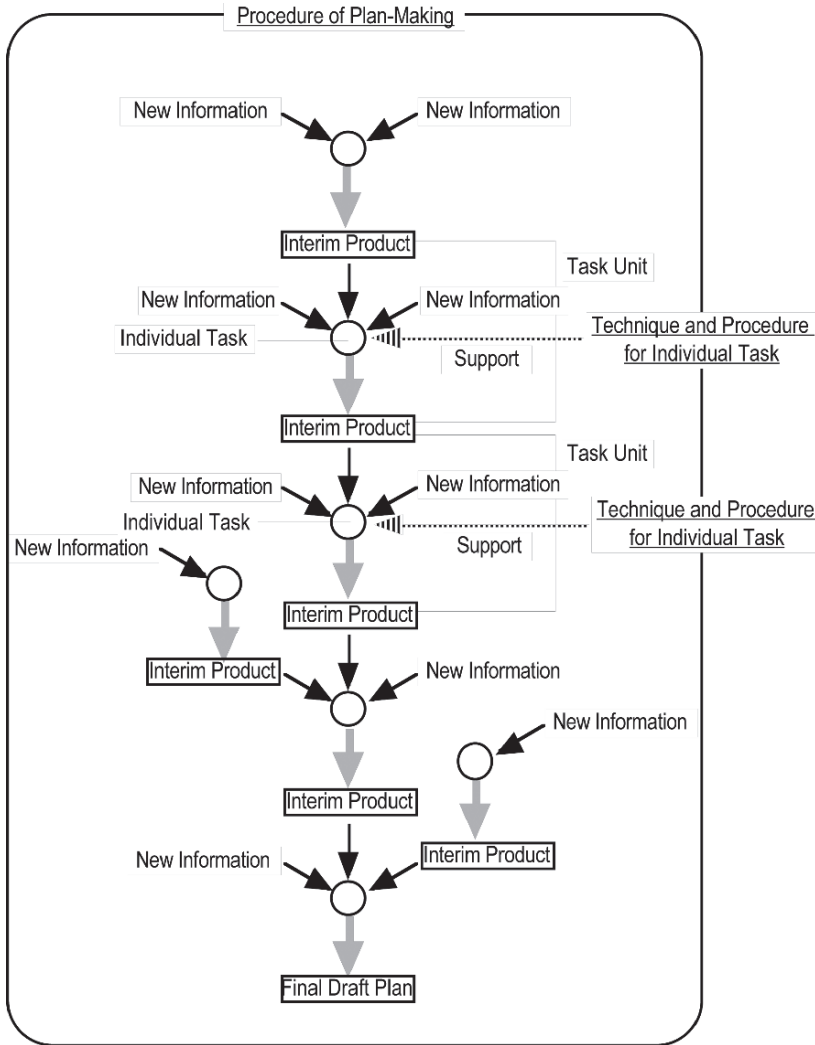 Procedure of Plan-Making
New Information
New Information
Interim Product
Task Unit
New Information
New Information
Individual Task
Technique and Procedure
for Individual Task
Support
Interim Product
Task Unit
New Information
New Information
Individual Task
Technique and Procedure
for Individual Task
Support
New Information
Interim Product
Interim Product
New Information
New Information
Interim Product
Interim Product
New Information
Final Draft Plan